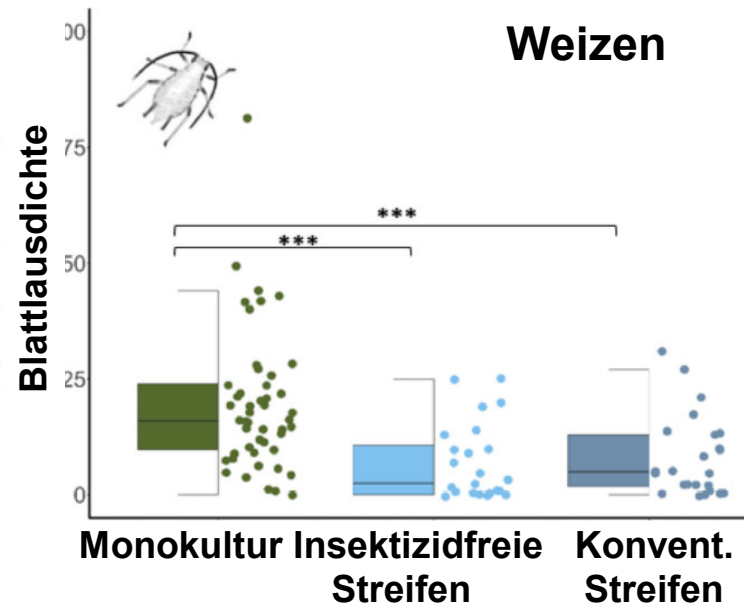 Weizen
Blattlausdichte
00
75
50
25
0
***
***
Monokultur Insektizidfreie Konvent.
Streifen Streifen